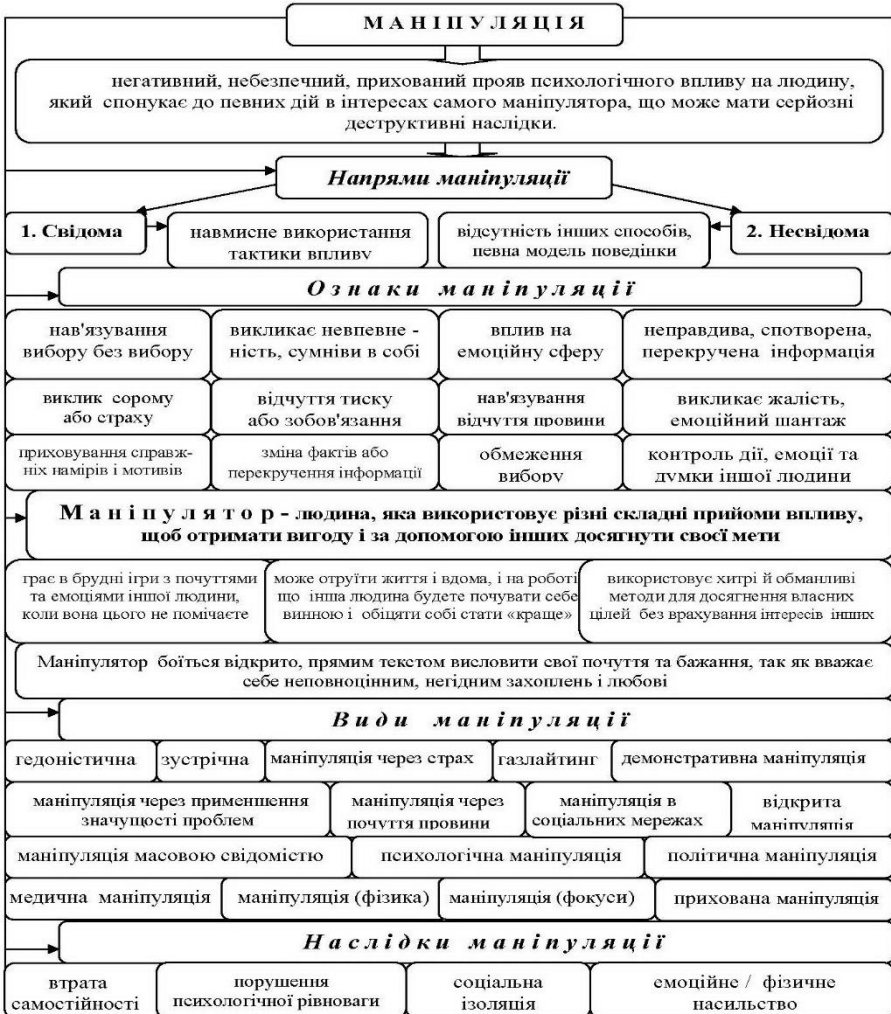 МАНІПУЛЯЦІЯ
негативний, небезпечний, прихований прояв психологічного впливу на людину,
який спонукає до певних дій в інтересах самого маніпулятора, що може мати серйозні
деструктивні наслідки.
Напрями маніпуляції
1. Свідома
навмисне використання
тактики впливу
відсутність інших способів,
певна модель поведінки
2. Несвідома
Ознаки маніпуляції
нав'язування
вибору без вибору
викликає невпевне -
ність, сумніви в собі
вплив на
емоційну сферу
неправдива, спотворена,
перекручена інформація
виклик сорому
або страху
відчуття тиску
або зобов'язання
нав'язування
відчуття провини
викликає жалість,
емоційний шантаж
приховування справж-
ніх намірів і мотивів
зміна фактів або
перекручення інформації
обмеження
вибору
контроль дії, емоції та
думки іншої людини
Маніпулятор - людина, яка використовує різні складні прийоми впливу,
щоб отримати вигоду і за допомогою інших досягнути своєї мети
грає в брудні ігри з почуттями
та емоціями іншої людини,
коли вона цього не помічаєте
може отруїти життя і вдома, і на роботі
що інша людина будете почувати себе
винною і обіцяти собі стати «краще»
використовує хитрі й обманливі
методи для досягнення власних
цілей без врахування інтересів інших
Маніпулятор боїться відкрито, прямим текстом висловити свої почуття та бажання, так як вважає
себе неповноцінним, негідним захоплень і любові
Види маніпуляції
гедоністична
зустрічна
маніпуляція через страх
газлайтинг
демонстративна маніпуляція
маніпуляція через применшення
значущості проблем
маніпуляція через
почуття провини
маніпуляція в
соціальних мережах
відкрита
маніпуляція
маніпуляція масовою свідомістю
психологічна маніпуляція
політична маніпуляція
медична маніпуляція
маніпуляція (фізика)
маніпуляція (фокуси)
прихована маніпуляція
Наслідки маніпуляції
втрата
самостійності
порушення
психологічної рівноваги
соціальна
ізоляція
емоційне / фізичне
насильство